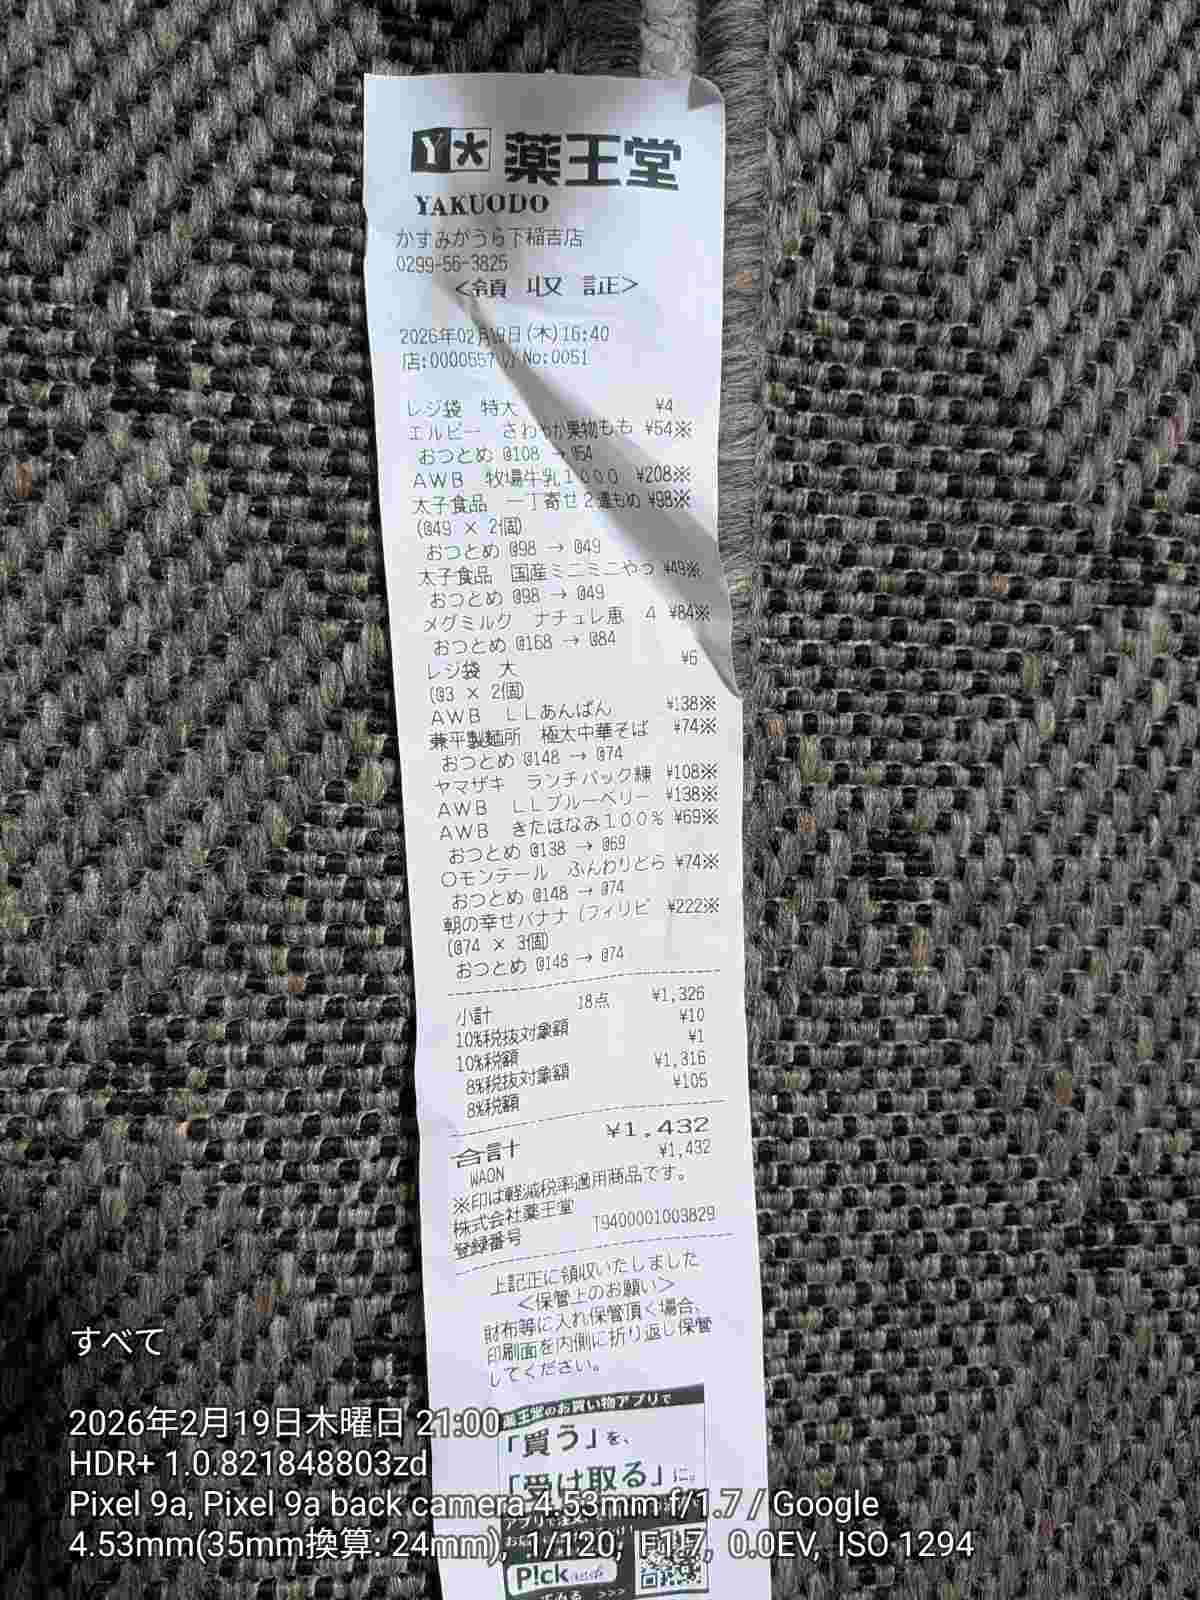 Y大 薬王堂
YAKUODO
かすみがうら下稲吉店
0299-56-3825
<領 収 証>
2026年02月19日(木)16:40
店:0000557 No:0051
レジ袋 特大 ¥4
エルビー さわやか果物もも ¥54※
おつとめ @108 → @54
AWB 牧場牛乳1000 ¥208※
太子食品 一丁寄せ2連もめ ¥98※
(@49 × 2個)
おつとめ @98 → @49
太子食品 国産ミニミニやっ ¥49※
おつとめ @98 → @49
メグミルク ナチュレ恵 4 ¥84※
おつとめ @168 → @84
レジ袋 大 ¥6
(@3 × 2個)
AWB LLあんぱん ¥138※
兼平製麺所 極太中華そば ¥74※
おつとめ @148 → @74
ヤマザキ ランチパック練 ¥108※
AWB LLブルーベリー ¥138※
AWB きたほなみ100% ¥69※
おつとめ @138 → @69
○モンテール ふんわりどら ¥74※
おつとめ @148 → @74
朝の幸せバナナ(フィリピ ¥222※
(@74 × 3個)
おつとめ @148 → @74
小計 18点 ¥1,326
10%税抜対象額 ¥10
10%税額 ¥1
8%税抜対象額 ¥1,316
8%税額 ¥105
合計 ¥1,432
WAON ¥1,432
※印は軽減税率適用商品です。
株式会社薬王堂
登録番号 T9400001003829
上記正に領収いたしました
<保管上のお願い>
財布等に入れ保管頂く場合、
印刷面を内側に折り返し保管
してください。
薬王堂のお買い物アプリで
「買う」を、
「受け取る」に。
P!ck
すべて
2026年2月19日木曜日 21:00
HDR+ 1.0.821848803zd
Pixel 9a, Pixel 9a back camera 4.53mm f/1.7 / Google
4.53mm(35mm換算: 24mm), 1/120, F1.7, 0.0EV, ISO 1294